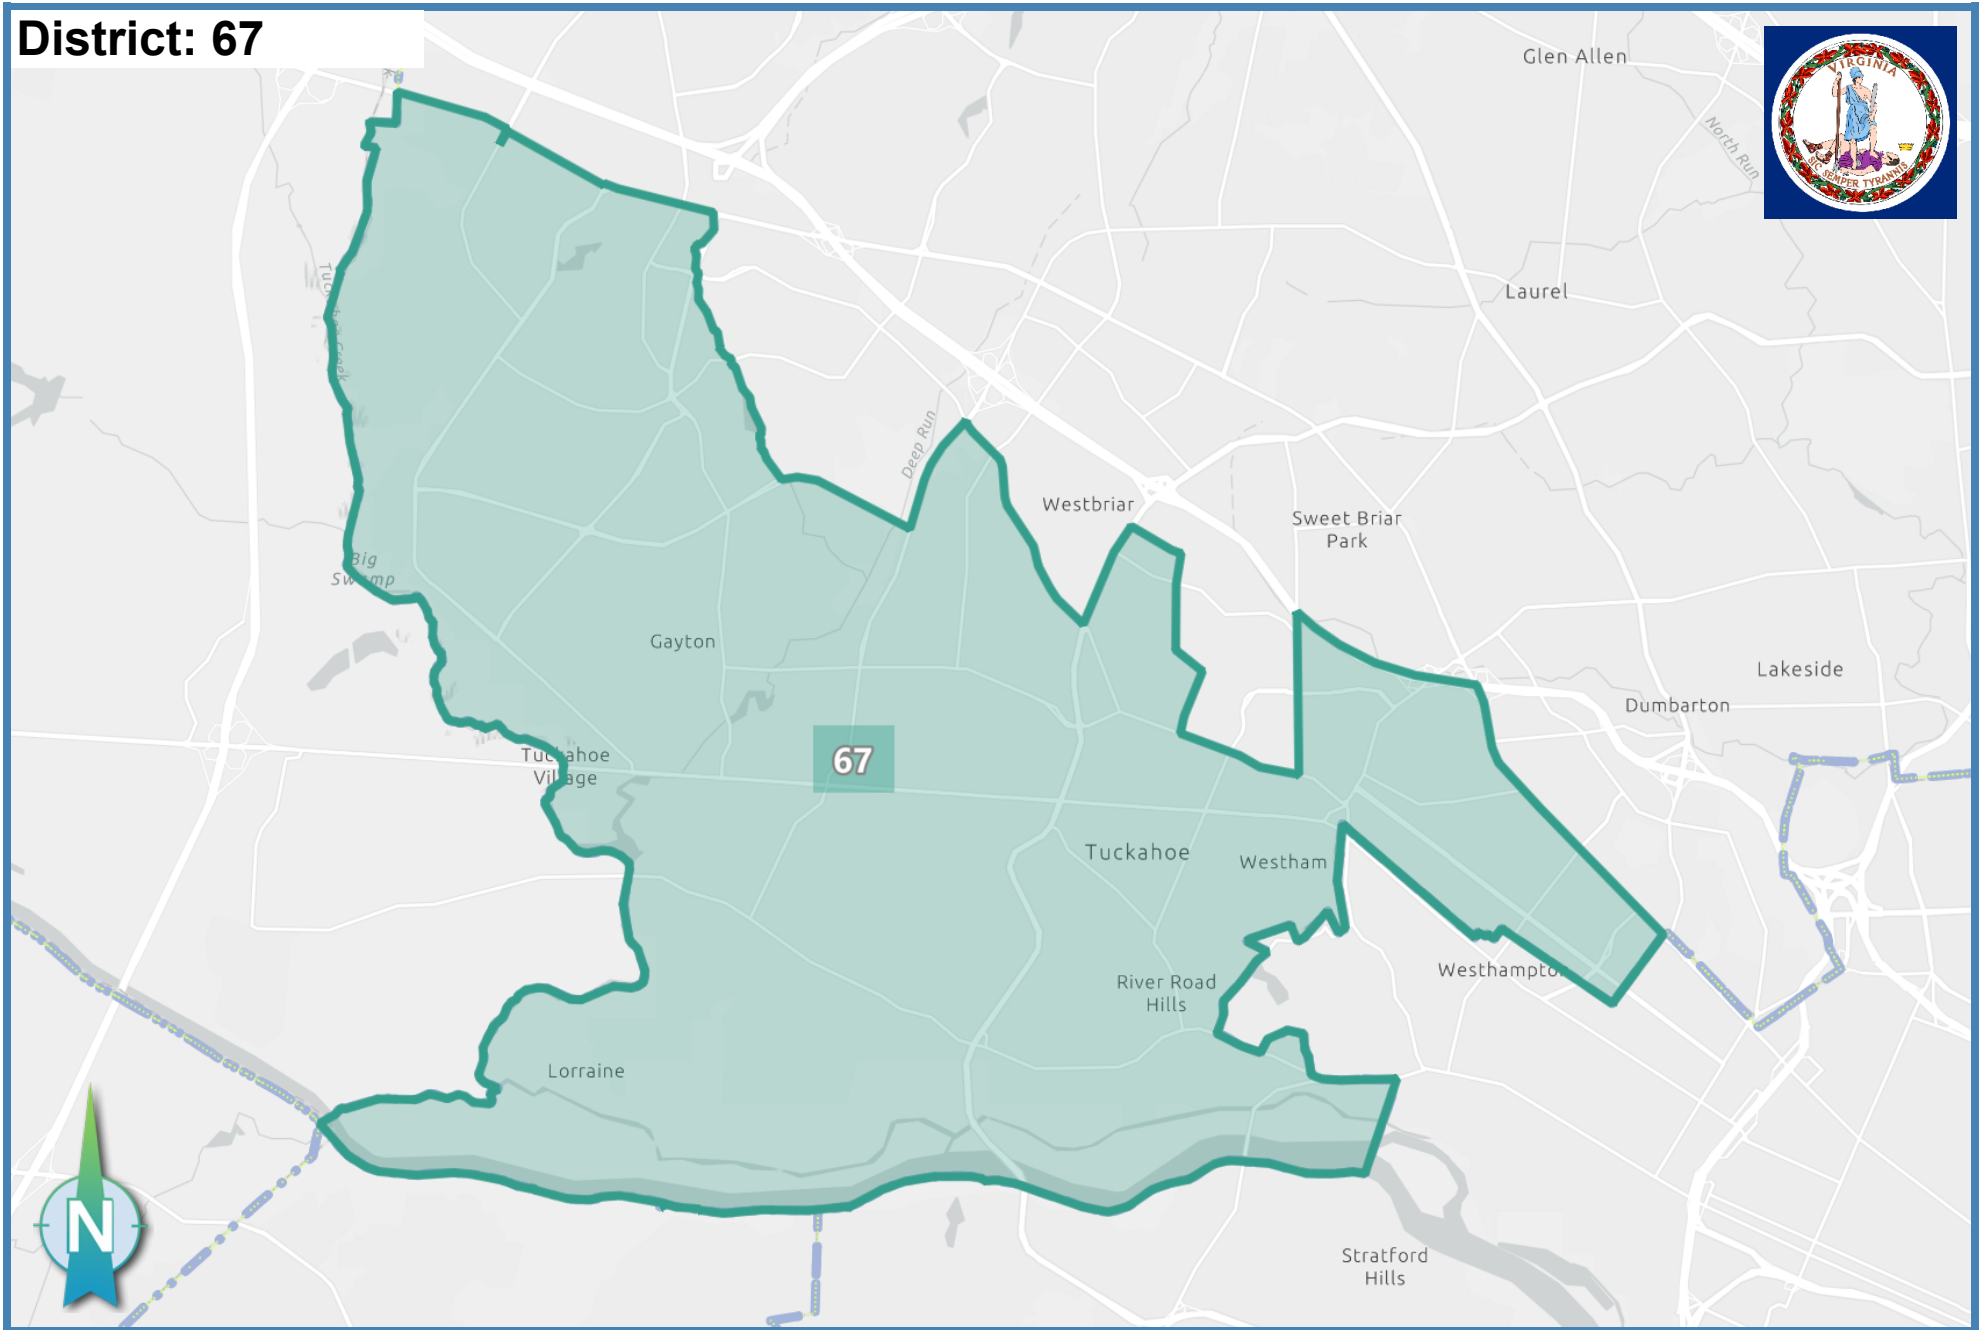 District: 67
Glen Allen
VIRGINIA
SIC SEMPER TYRANNIS
North Run
Laurel
Deep Run
Westbriar
Sweet Briar
Park
Big
Swamp
Gayton
Lakeside
Dumbarton
Tuckahoe
Village
67
Tuckahoe
Westham
Westhampton
River Road
Hills
Lorraine
N
Stratford
Hills